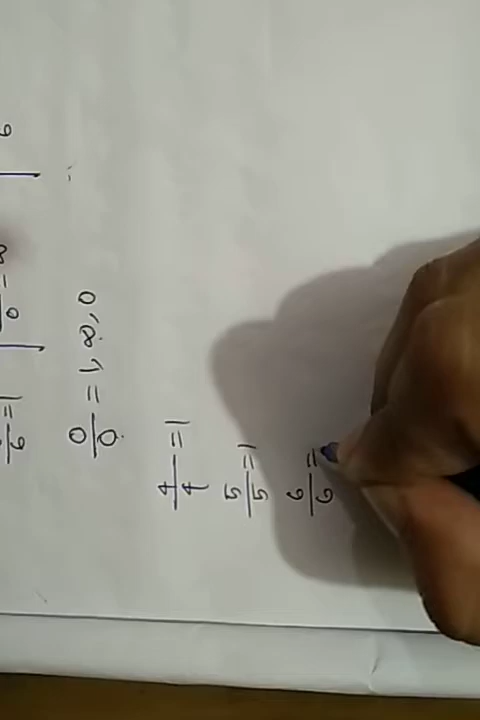 0/0 = 1, ∞, 0
4/4 = 1
5/5 = 1
6/6 =